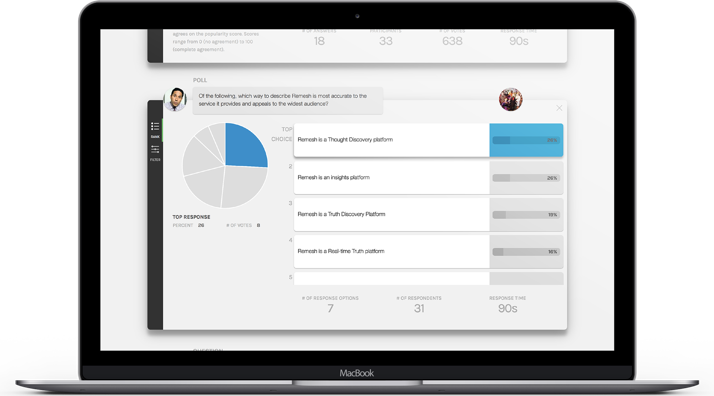 agrees on the popularity score. Scores
range from 0 (no agreement) to 100
(complete agreement).
# OF ANSWERS
PARTICIPANTS
# OF VOTES
RESPONSE TIME
18
33
638
90s
POLL
Of the following, which way to describe Remesh is most accurate to the
service it provides and appeals to the widest audience?
TOP
CHOICE
Remesh is a Thought Discovery platform
26%
2
Remesh is an insights platform
26%
3
Remesh is a Truth Discovery Platform
19%
4
Remesh is a Real-time Truth platform
16%
5
FILTER
TOP RESPONSE
PERCENT 26
# OF VOTES 8
# OF RESPONSE OPTIONS
# OF RESPONDENTS
RESPONSE TIME
7
31
90s
QUESTION
MacBook